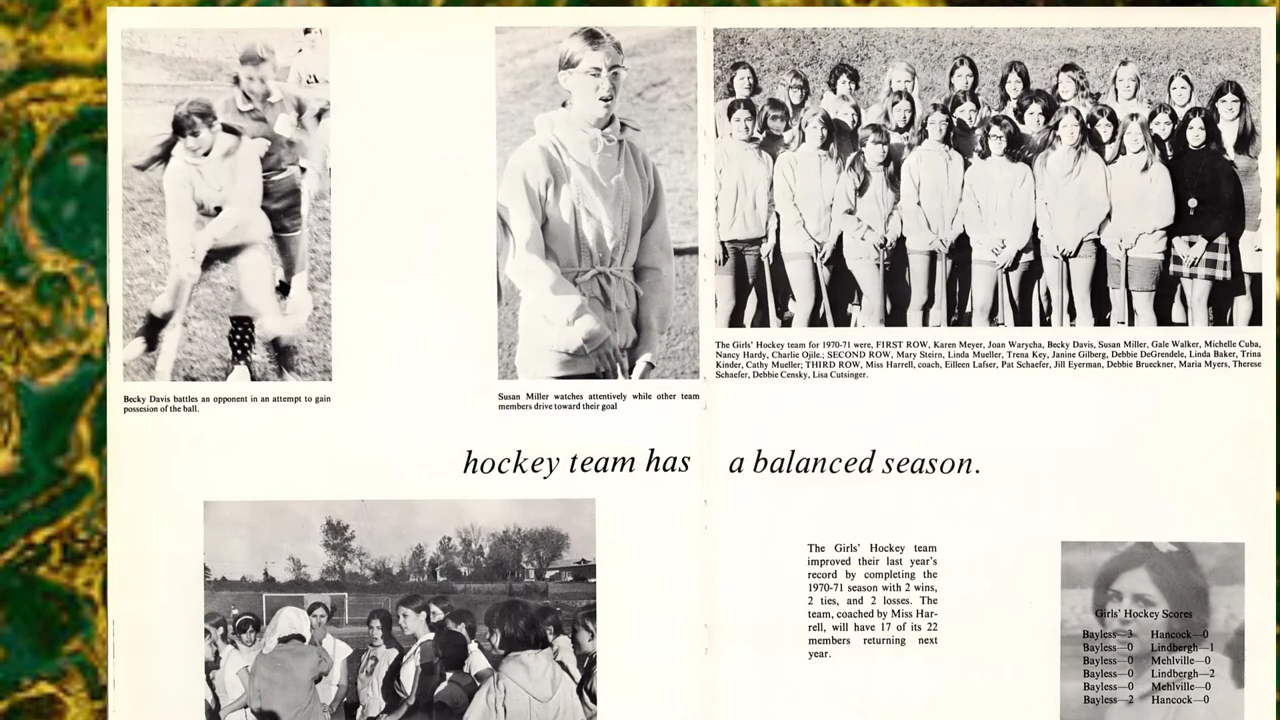 Becky Davis battles an opponent in an attempt to gain
possesion of the ball.
Susan Miller watches attentively while other team
members drive toward their goal
The Girls' Hockey team for 1970-71 were, FIRST ROW, Karen Meyer, Joan Warycha, Becky Davis, Susan Miller, Gale Walker, Michelle Cuba,
Nancy Hardy, Charlie Ojile.; SECOND ROW, Mary Steirn, Linda Mueller, Trena Key, Janine Gilberg, Debbie DeGrendele, Linda Baker, Trina
Kinder, Cathy Mueller; THIRD ROW, Miss Harrell, coach, Eilleen Lafser, Pat Schaefer, Jill Eyerman, Debbie Brueckner, Maria Myers, Therese
Schaefer, Debbie Censky, Lisa Cutsinger.
hockey team has a balanced season.
The Girls' Hockey team
improved their last year's
record by completing the
1970-71 season with 2 wins,
2 ties, and 2 losses. The
team, coached by Miss Har-
rell, will have 17 of its 22
members returning next
year.
Girls' Hockey Scores
Bayless—3 Hancock—0
Bayless—0 Lindbergh—1
Bayless—0 Mehlville—0
Bayless—0 Lindbergh—2
Bayless—0 Mehlville—0
Bayless—2 Hancock—0